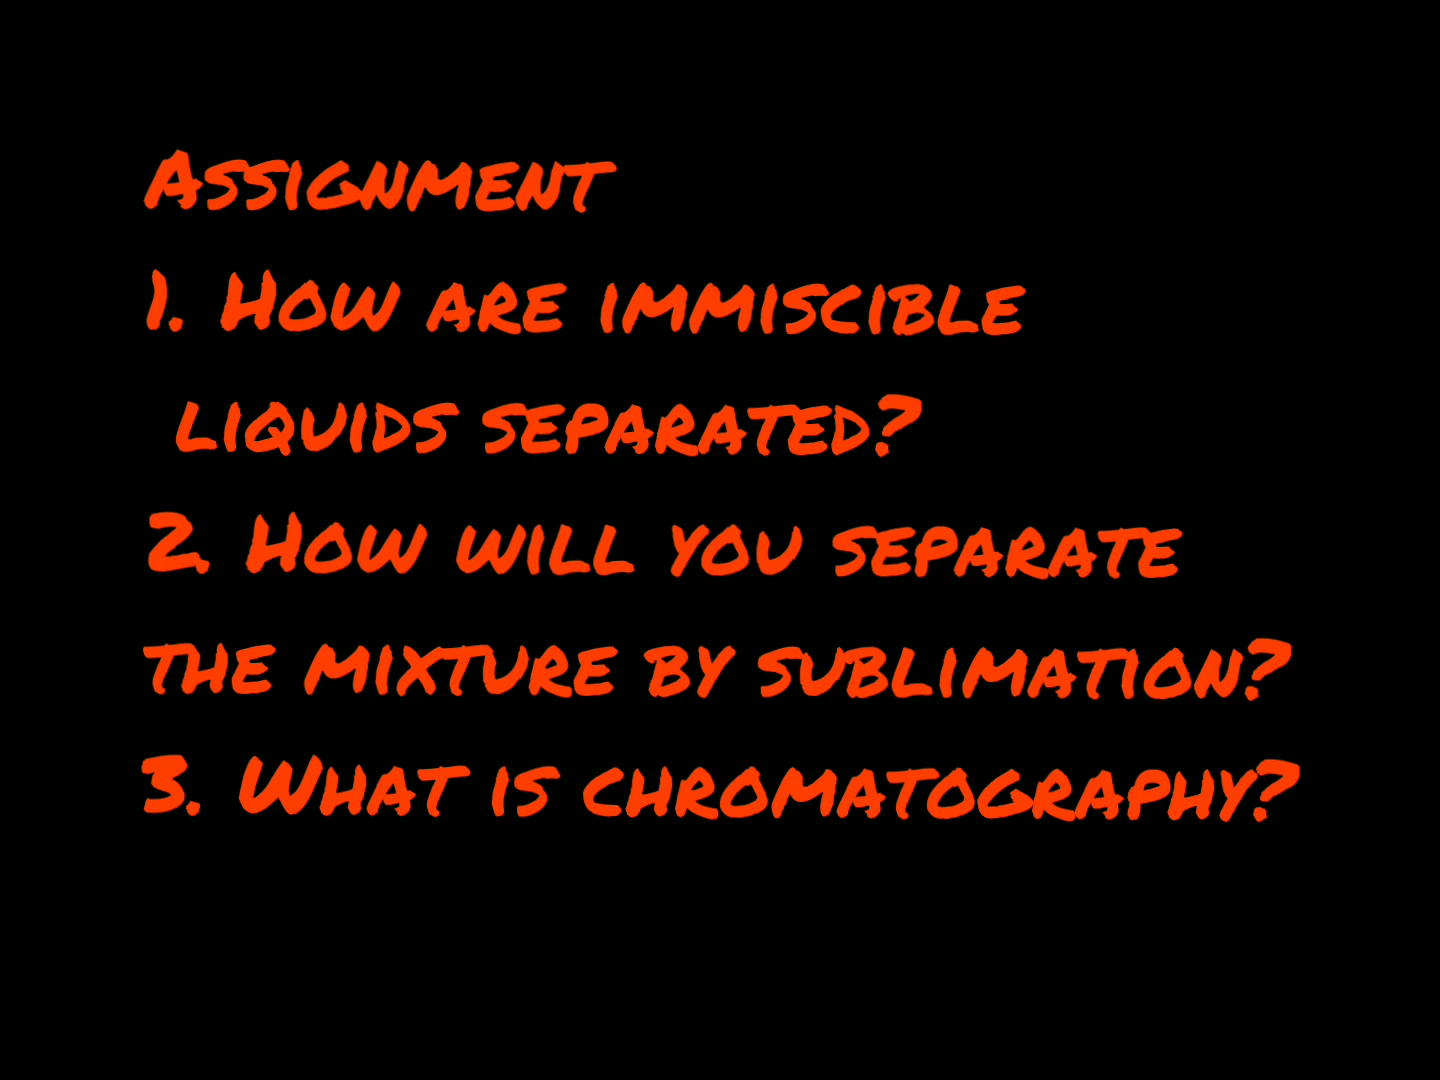 Assignment
1. How are immiscible
liquids separated?
2. How will you separate
the mixture by sublimation?
3. What is chromatography?